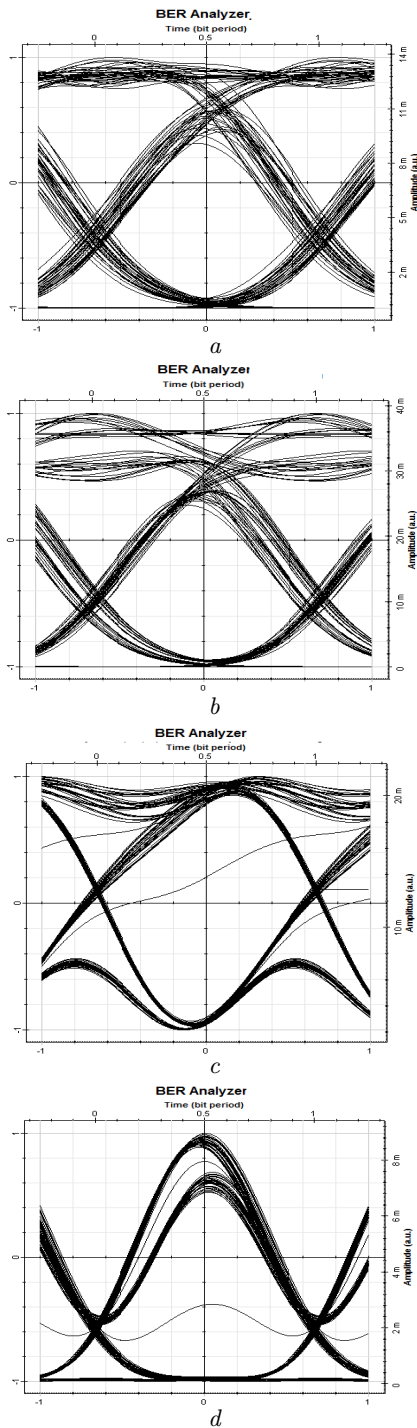 BER Analyzer
Time (bit period)
0 0.5 1
14 m
11 m
8 m
5 m
2 m
Amplitude (a.u.)
1
0
-1
-1 0 1
a
BER Analyzer
Time (bit period)
0 0.5 1
40 m
30 m
20 m
10 m
0
Amplitude (a.u.)
1
0
-1
-1 0 1
b
BER Analyzer
Time (bit period)
0 0.5 1
20 m
10 m
Amplitude (a.u.)
1
0
-1
-1 0 1
c
BER Analyzer
Time (bit period)
0 0.5 1
8 m
6 m
4 m
2 m
0
Amplitude (a.u.)
1
0
-1
-1 0 1
d